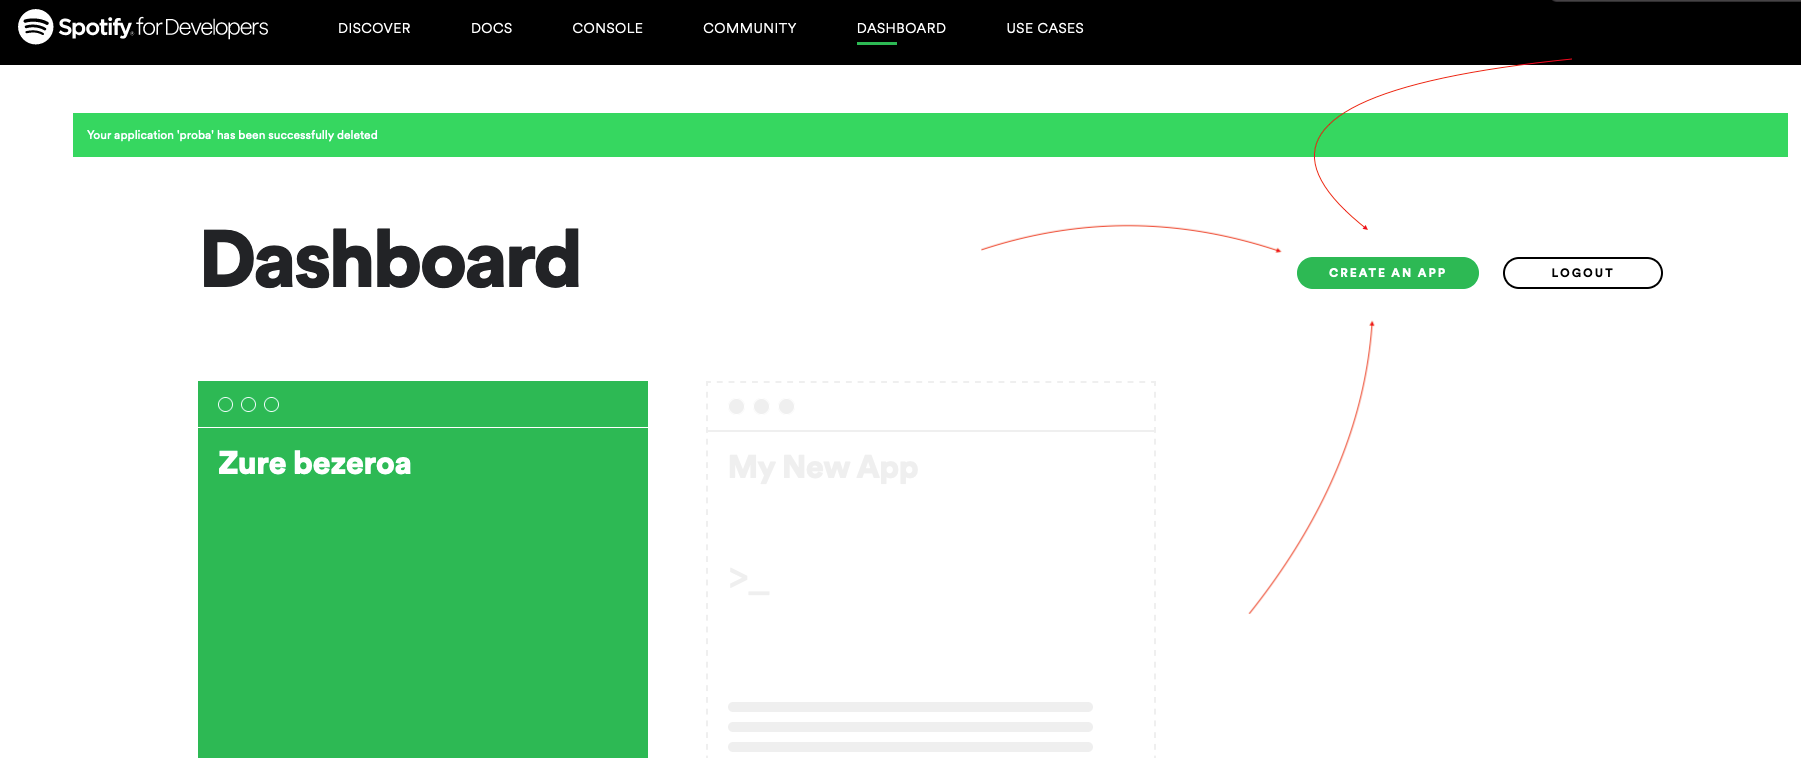 Spotify for Developers
DISCOVER
DOCS
CONSOLE
COMMUNITY
DASHBOARD
USE CASES
Your application 'proba' has been successfully deleted
Dashboard
CREATE AN APP
LOGOUT
Zure bezeroa
My New App
>_